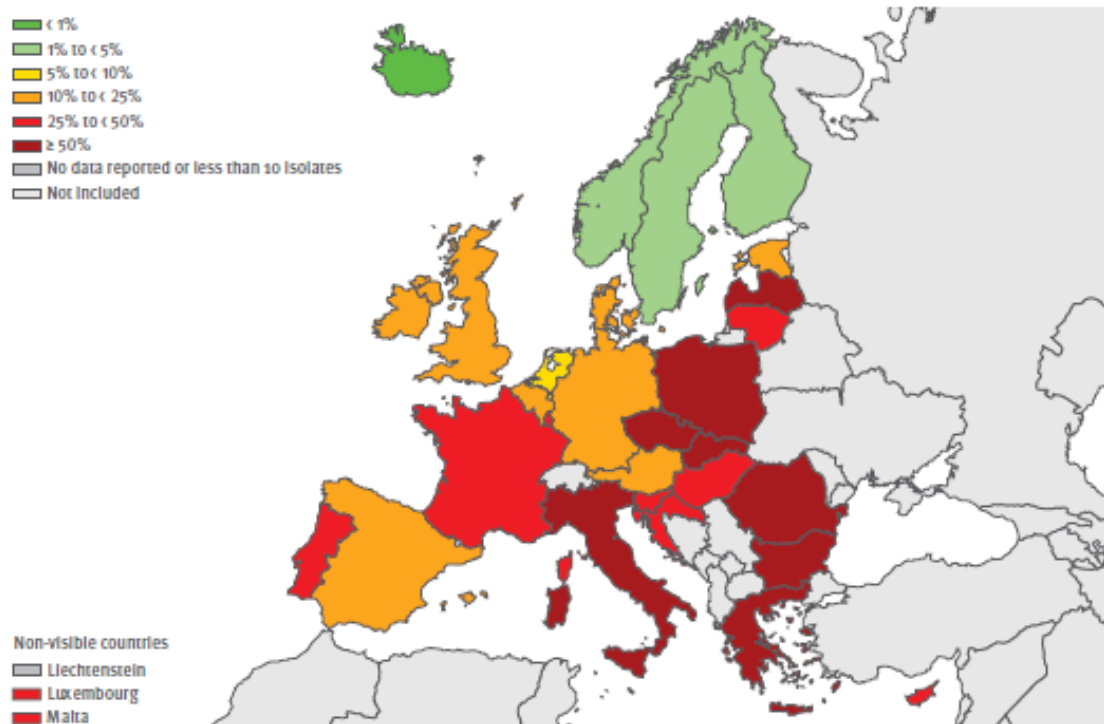 < 1%
1% to < 5%
5% to < 10%
10% to < 25%
25% to < 50%
≥ 50%
No data reported or less than 10 isolates
Not included
Non-visible countries
Liechtenstein
Luxembourg
Malta